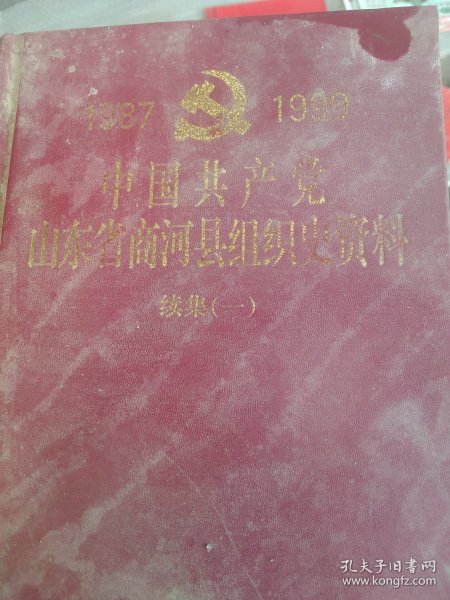 1987 1999
中国共产党
山东省商河县组织史资料
续集(一)
孔夫子旧书网
www.kongfz.com